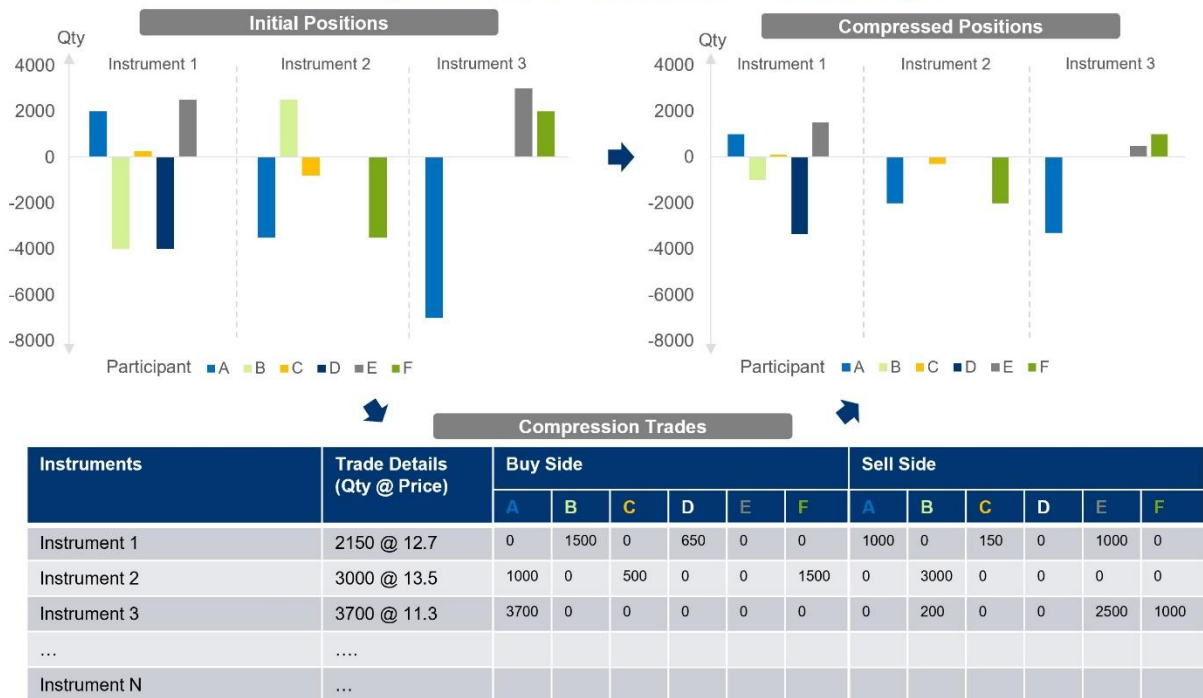 Initial Positions
Qty
Instrument 1 Instrument 2 Instrument 3
4000
2000
0
-2000
-4000
-6000
-8000
Participant A B C D E F
Compressed Positions
Qty
Instrument 1 Instrument 2 Instrument 3
4000
2000
0
-2000
-4000
-6000
-8000
Participant A B C D E F
Compression Trades
Instruments Trade Details (Qty @ Price) Buy Side Sell Side
A B C D E F A B C D E F
Instrument 1 2150 @ 12.7 0 1500 0 650 0 0 1000 0 150 0 1000 0
Instrument 2 3000 @ 13.5 1000 0 500 0 0 1500 0 3000 0 0 0 0
Instrument 3 3700 @ 11.3 3700 0 0 0 0 0 0 200 0 0 2500 1000
... ....
Instrument N ...